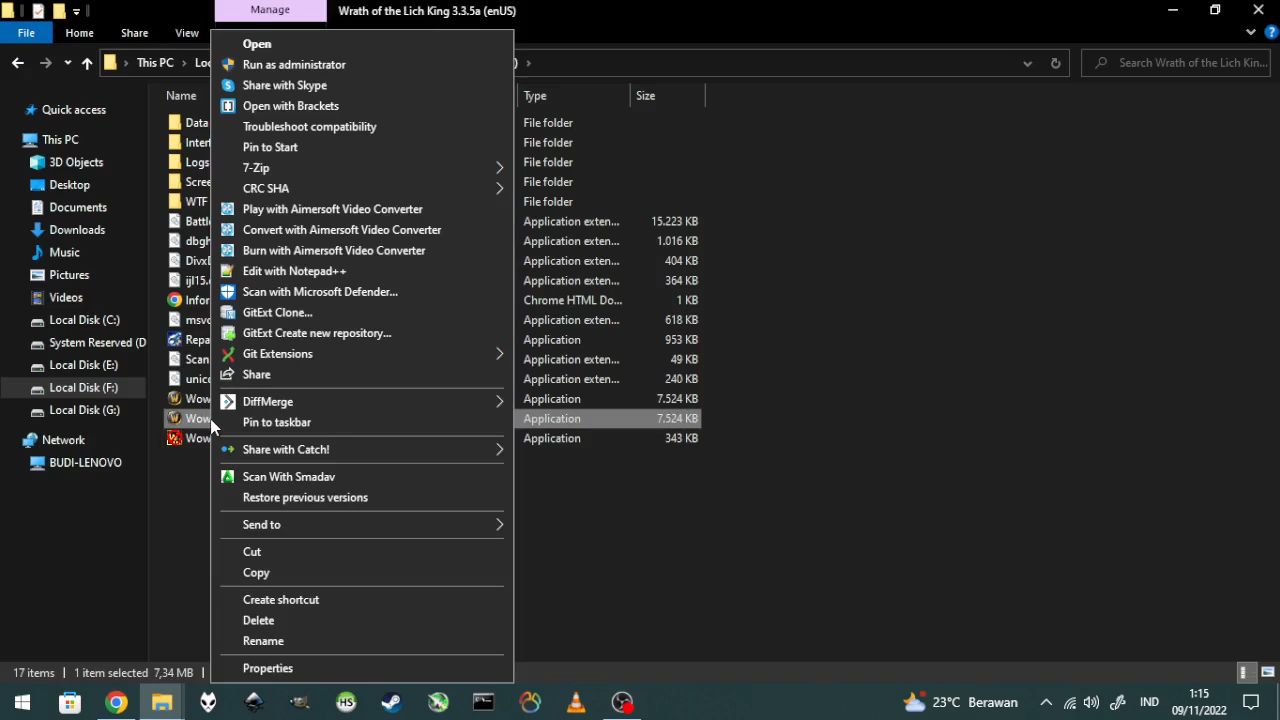 Manage
Wrath of the Lich King 3.3.5a (enUS)
File
Home
Share
View
This PC
Search Wrath of the Lich Kin...
Name
Type
Size
Quick access
This PC
3D Objects
Desktop
Documents
Downloads
Music
Pictures
Videos
Local Disk (C:)
System Reserved (D
Local Disk (E:)
Local Disk (F:)
Local Disk (G:)
Network
BUDI-LENOVO
Data
Logs
WTF
Wow
Wow
Wow
Open
Run as administrator
Share with Skype
Open with Brackets
Troubleshoot compatibility
Pin to Start
7-Zip
CRC SHA
Play with Aimersoft Video Converter
Convert with Aimersoft Video Converter
Burn with Aimersoft Video Converter
Edit with Notepad++
Scan with Microsoft Defender...
GitExt Clone...
GitExt Create new repository...
Git Extensions
Share
DiffMerge
Pin to taskbar
Share with Catch!
Scan With Smadav
Restore previous versions
Send to
Cut
Copy
Create shortcut
Delete
Rename
Properties
File folder
File folder
File folder
File folder
File folder
Application exten... 15.223 KB
Application exten... 1.016 KB
Application exten... 404 KB
Application exten... 364 KB
Chrome HTML Do... 1 KB
Application exten... 618 KB
Application 953 KB
Application exten... 49 KB
Application exten... 240 KB
Application 7.524 KB
Application 7.524 KB
Application 343 KB
17 items
1 item selected 7,34 MB
23°C Berawan
IND
1:15
09/11/2022